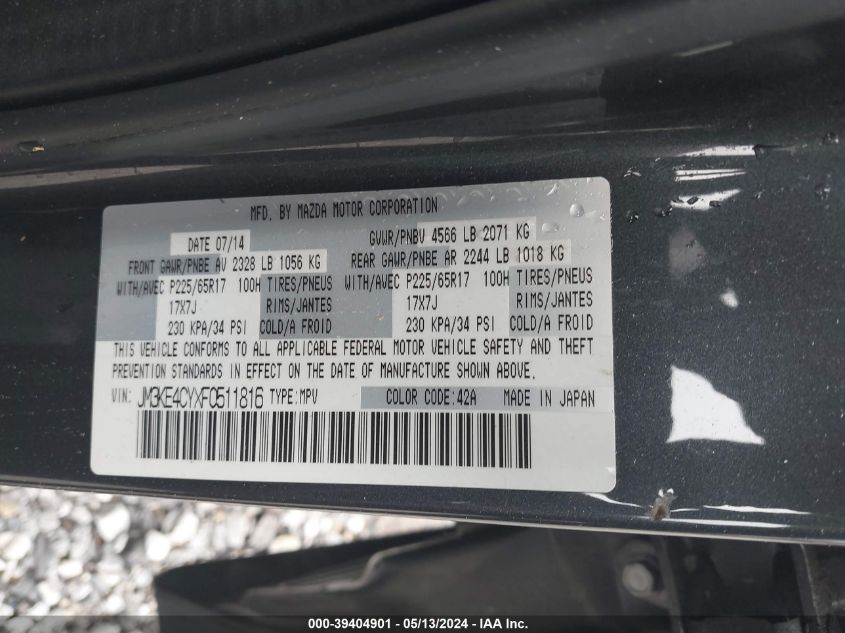 MFD. BY MAZDA MOTOR CORPORATION
DATE 07/14 GVWR/PNBV 4566 LB 2071 KG
FRONT GAWR/PNBE AV 2328 LB 1056 KG REAR GAWR/PNBE AR 2244 LB 1018 KG
WITH/AVEC P225/65R17 100H TIRES/PNEUS WITH/AVEC P225/65R17 100H TIRES/PNEUS
17X7J RIMS/JANTES 17X7J RIMS/JANTES
230 KPA/34 PSI COLD/A FROID 230 KPA/34 PSI COLD/A FROID
THIS VEHICLE CONFORMS TO ALL APPLICABLE FEDERAL MOTOR VEHICLE SAFETY AND THEFT
PREVENTION STANDARDS IN EFFECT ON THE DATE OF MANUFACTURE SHOWN ABOVE.
VIN: JM3KE4CYXF0511816 TYPE:MPV COLOR CODE:42A MADE IN JAPAN
000-39404901 - 05/13/2024 - IAA Inc.